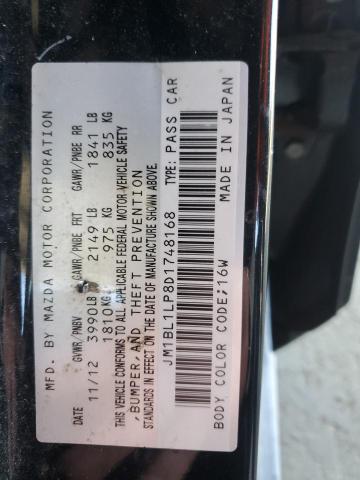 MFD. BY MAZDA MOTOR CORPORATION
GVWR/PNBV GAWR/PNBE FRT GAWR/PNBE RR
DATE
11/12 3990LB 2149 LB 1841 LB
1810KG 975 KG 835 KG
THIS VEHICLE CONFORMS TO ALL APPLICABLE FEDERAL MOTOR VEHICLE SAFETY
,BUMPER, AND THEFT PREVENTION
STANDARDS IN EFFECT ON THE DATE OF MANUFACTURE SHOWN ABOVE.
JM1BL1LP8D1748168 TYPE: PASS CAR
BODY COLOR CODE;16W MADE IN JAPAN